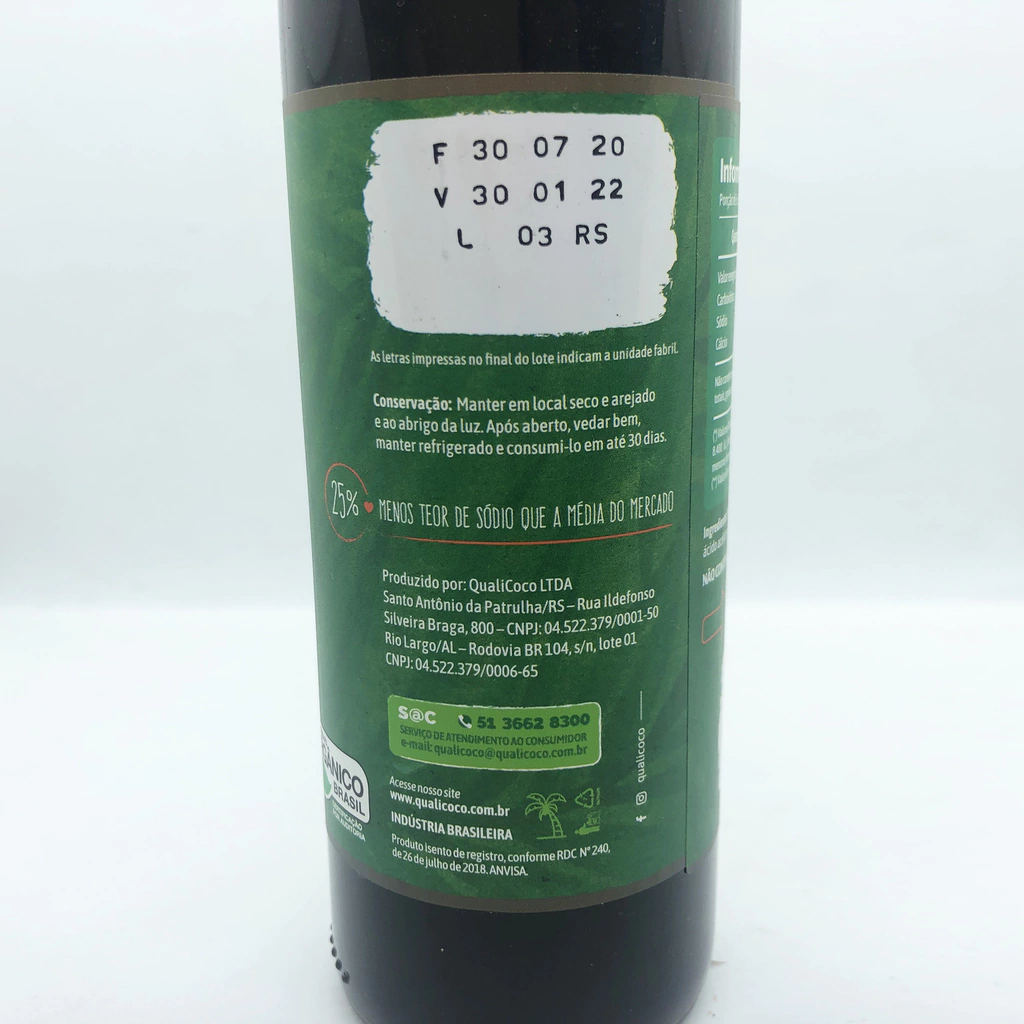 F 30 07 20
V 30 01 22
L 03 RS
As letras impressas no final do lote indicam a unidade fabril.
Conservação: Manter em local seco e arejado
e ao abrigo da luz. Após aberto, vedar bem,
manter refrigerado e consumi-lo em até 30 dias.
25% MENOS TEOR DE SÓDIO QUE A MÉDIA DO MERCADO
Produzido por: QualiCoco LTDA
Santo Antônio da Patrulha/RS – Rua Ildefonso
Silveira Braga, 800 – CNPJ: 04.522.379/0001-50
Rio Largo/AL – Rodovia BR 104, s/n, lote 01
CNPJ: 04.522.379/0006-65
S@C 51 3662 8300
SERVIÇO DE ATENDIMENTO AO CONSUMIDOR
e-mail: qualicoco@qualicoco.com.br
Acesse nosso site
www.qualicoco.com.br
INDÚSTRIA BRASILEIRA
Produto isento de registro, conforme RDC N° 240,
de 26 de julho de 2018. ANVISA.
qualicoco
BRASIL
POR AUDITORIA
Sódio
Cálcio